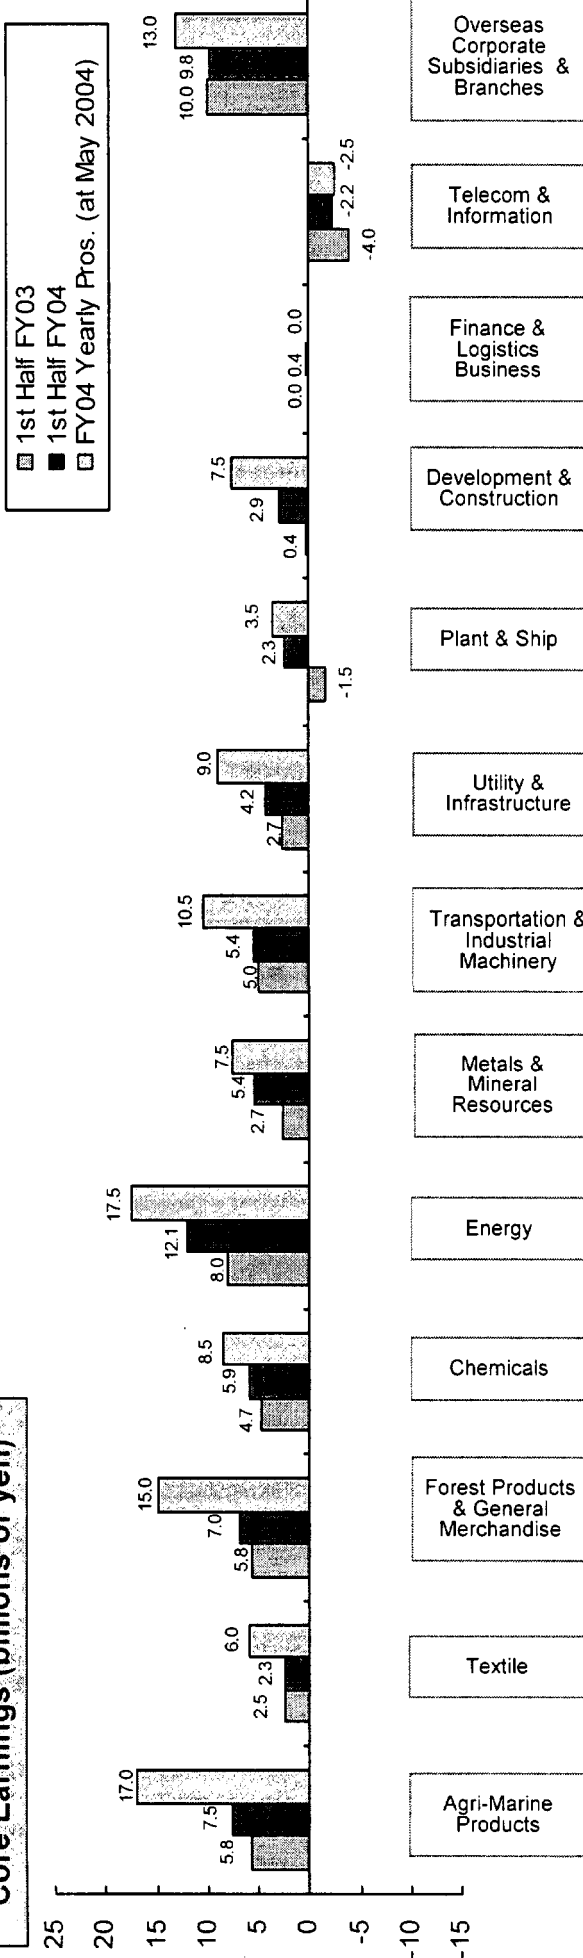 Core Earnings (billions of yen)
1st Half FY03
1st Half FY04
FY04 Yearly Pros. (at May 2004)
25
20
15
10
5
0
-5
-10
-15
5.8
7.5
17.0
2.5
2.3
6.0
5.8
7.0
15.0
4.7
5.9
8.5
8.0
12.1
17.5
2.7
5.4
7.5
5.0
5.4
10.5
2.7
4.2
9.0
-1.5
2.3
3.5
0.4
2.9
7.5
0.0
0.4
0.0
-4.0
-2.2
-2.5
10.0
9.8
13.0
Agri-Marine
Products
Textile
Forest Products
& General
Merchandise
Chemicals
Energy
Metals &
Mineral
Resources
Transportation &
Industrial
Machinery
Utility &
Infrastructure
Plant & Ship
Development &
Construction
Finance &
Logistics
Business
Telecom &
Information
Overseas
Corporate
Subsidiaries &
Branches